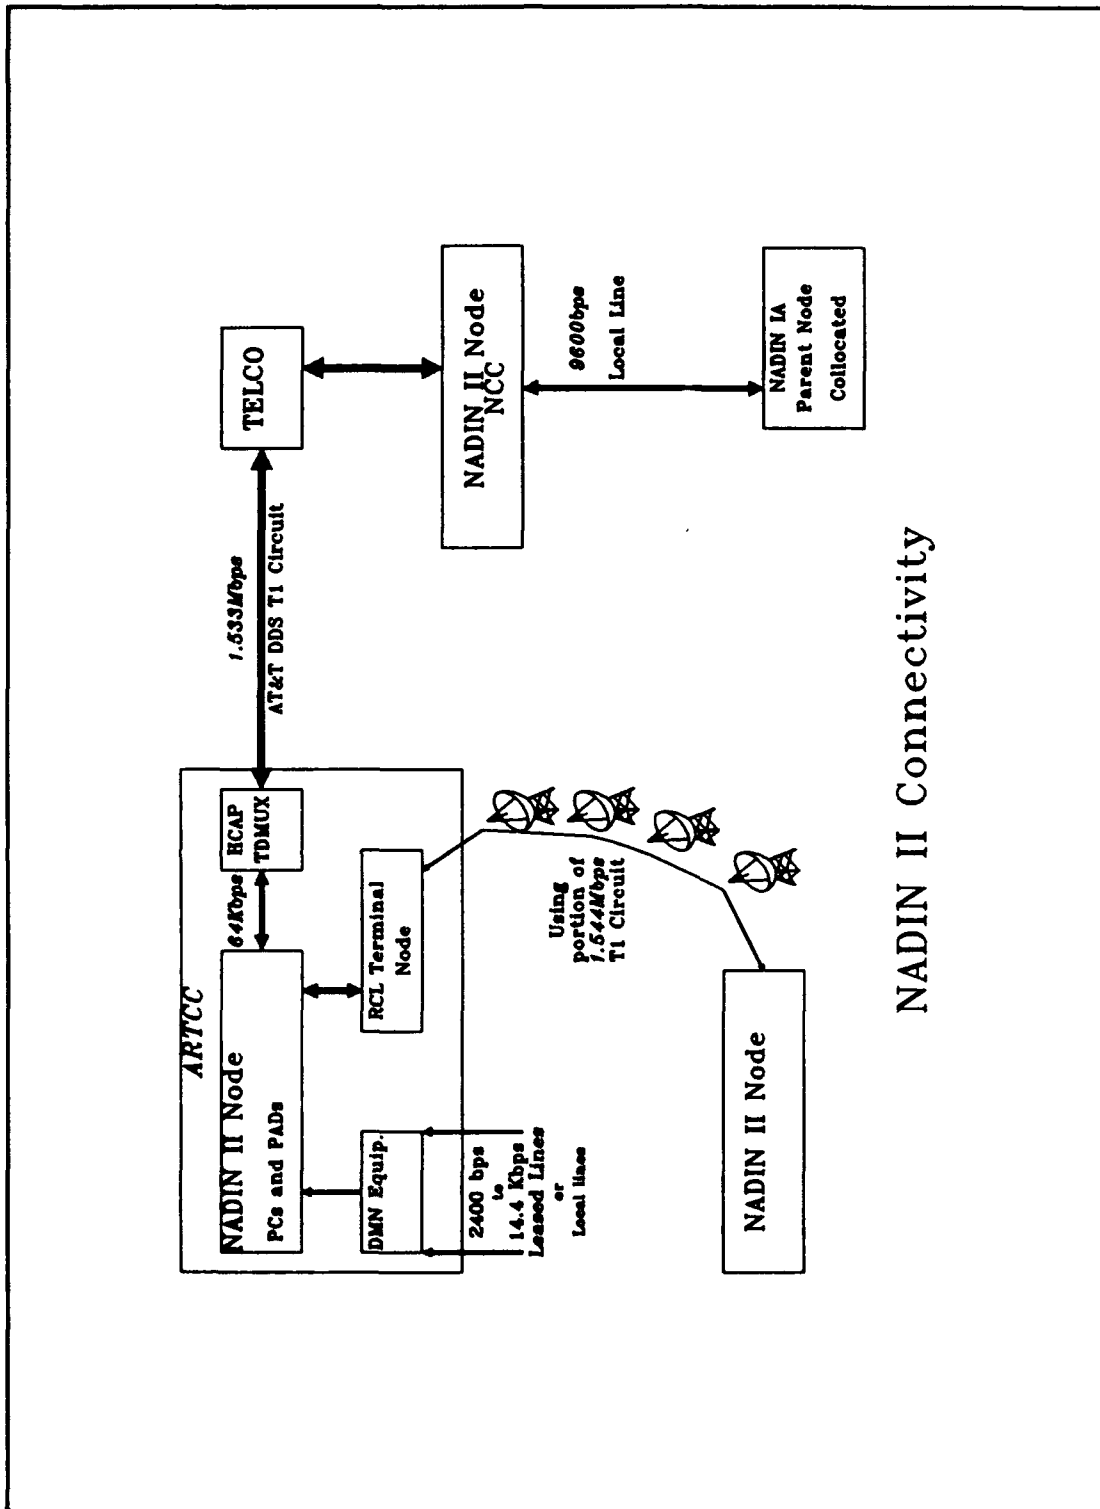 ARTCC
NADIN II Node
PCs and PADs
64Kbps
HCAP
TDMUX
1.533Mbps
AT&T DDS T1 Circuit
TELCO
DMN Equip.
RCL Terminal
Node
2400 bps
to
14.4 Kbps
Leased Lines
or
Local lines
Using
portion of
1.544Mbps
T1 Circuit
NADIN II Node
NCC
9600bps
Local Line
NADIN II Node
NADIN IA
Parent Node
Collocated
NADIN II Connectivity